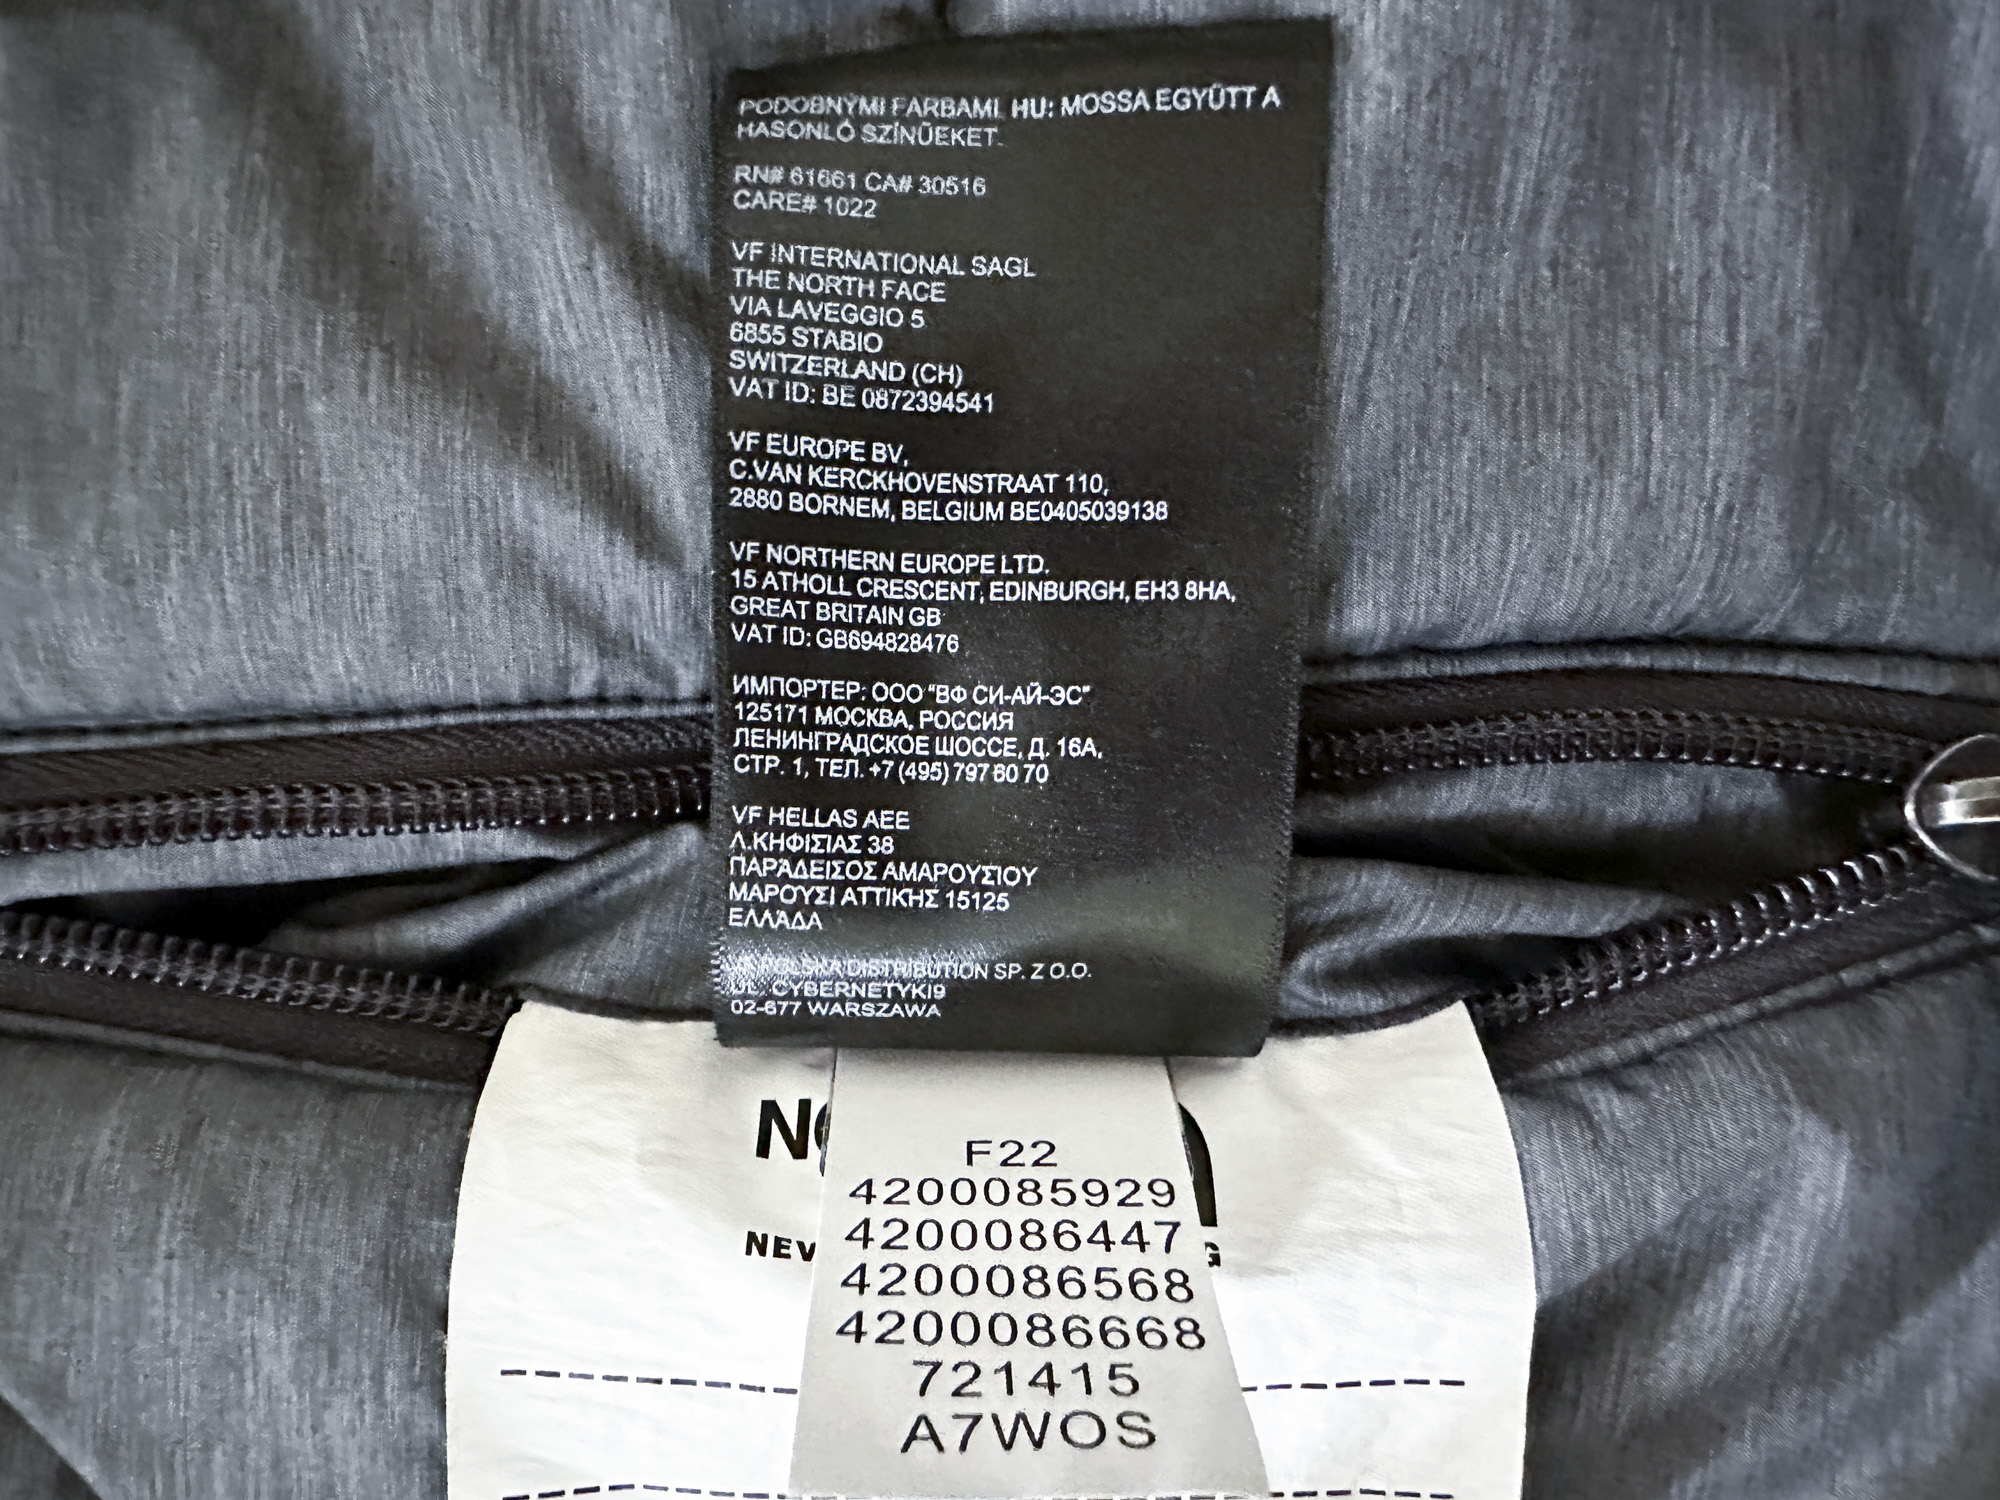 PODOBNÝMI FARBAMI. HU: MOSSA EGYÜTT A
HASONLÓ SZÍNŰEKET.
RN# 61661 CA# 30516
CARE# 1022
VF INTERNATIONAL SAGL
THE NORTH FACE
VIA LAVEGGIO 5
6855 STABIO
SWITZERLAND (CH)
VAT ID: BE 0872394541
VF EUROPE BV,
C.VAN KERCKHOVENSTRAAT 110,
2880 BORNEM, BELGIUM BE0405039138
VF NORTHERN EUROPE LTD.
15 ATHOLL CRESCENT, EDINBURGH, EH3 8HA,
GREAT BRITAIN GB
VAT ID: GB694828476
ИМПОРТЕР: ООО "ВФ СИ-АЙ-ЭС"
125171 МОСКВА, РОССИЯ
ЛЕНИНГРАДСКОЕ ШОССЕ, Д. 16А,
СТР. 1, ТЕЛ. +7 (495) 797 60 70
VF HELLAS AEE
Λ.ΚΗΦΙΣΙΑΣ 38
ΠΑΡΆΔΕΙΣΟΣ ΑΜΑΡΟΥΣΙΟΥ
ΜΑΡΟΥΣΙ ΑΤΤΙΚΗΣ 15125
ΕΛΛΆΔΑ
VF POLSKA DISTRIBUTION SP. Z O.O.
UL. CYBERNETYKI9
02-677 WARSZAWA
F22
4200085929
4200086447
4200086568
4200086668
721415
A7WOS